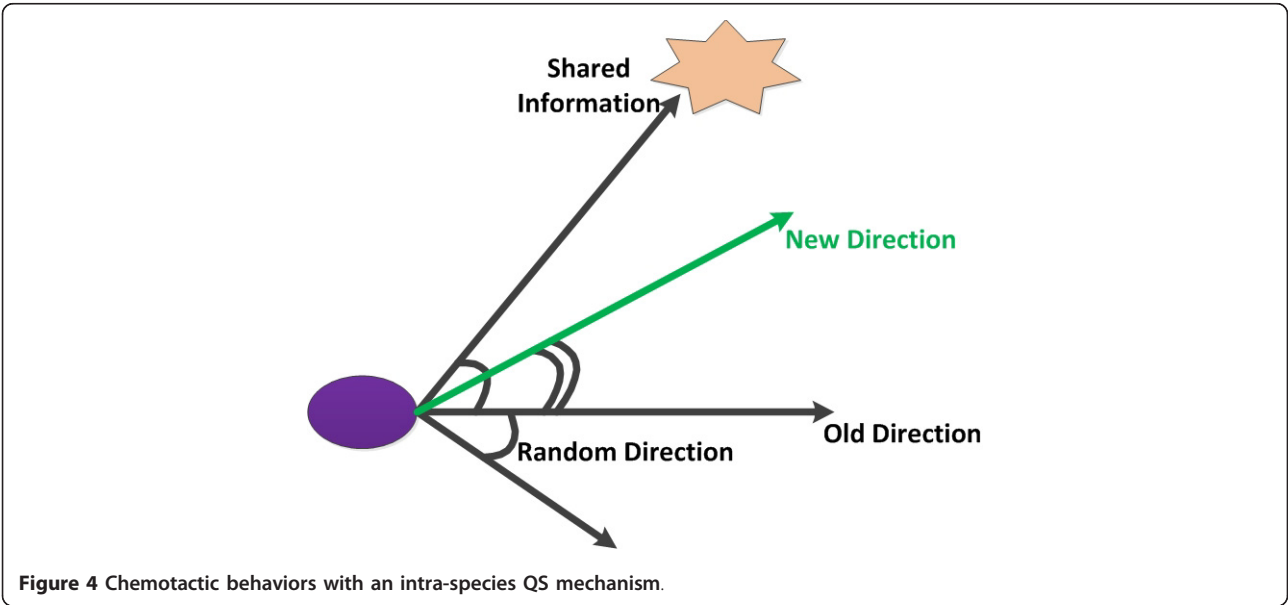 Shared
Information
New Direction
Old Direction
Random Direction
Figure 4 Chemotactic behaviors with an intra-species QS mechanism.